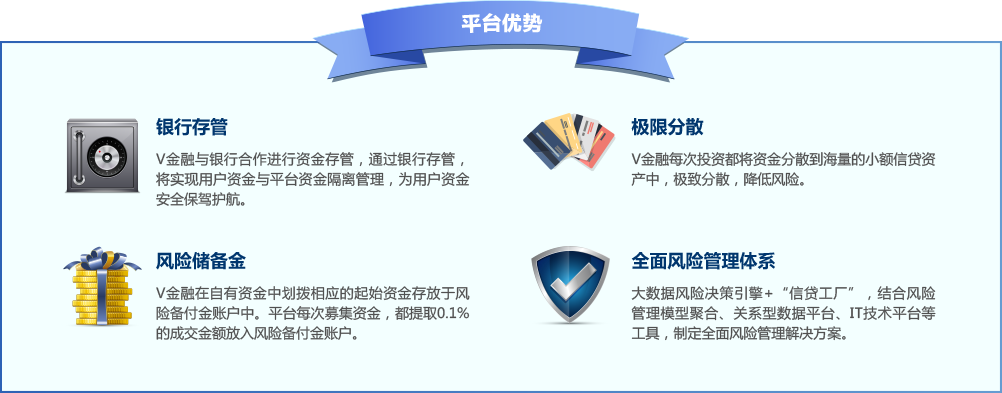 平台优势
银行存管
V金融与银行合作进行资金存管，通过银行存管，
将实现用户资金与平台资金隔离管理，为用户资金
安全保驾护航。
极限分散
V金融每次投资都将资金分散到海量的小额信贷资
产中，极致分散，降低风险。
风险储备金
V金融在自有资金中划拨相应的起始资金存放于风
险备付金账户中。平台每次募集资金，都提取0.1%
的成交金额放入风险备付金账户。
全面风险管理体系
大数据风险决策引擎+“信贷工厂”，结合风险
管理模型聚合、关系型数据平台、IT技术平台等
工具，制定全面风险管理解决方案。